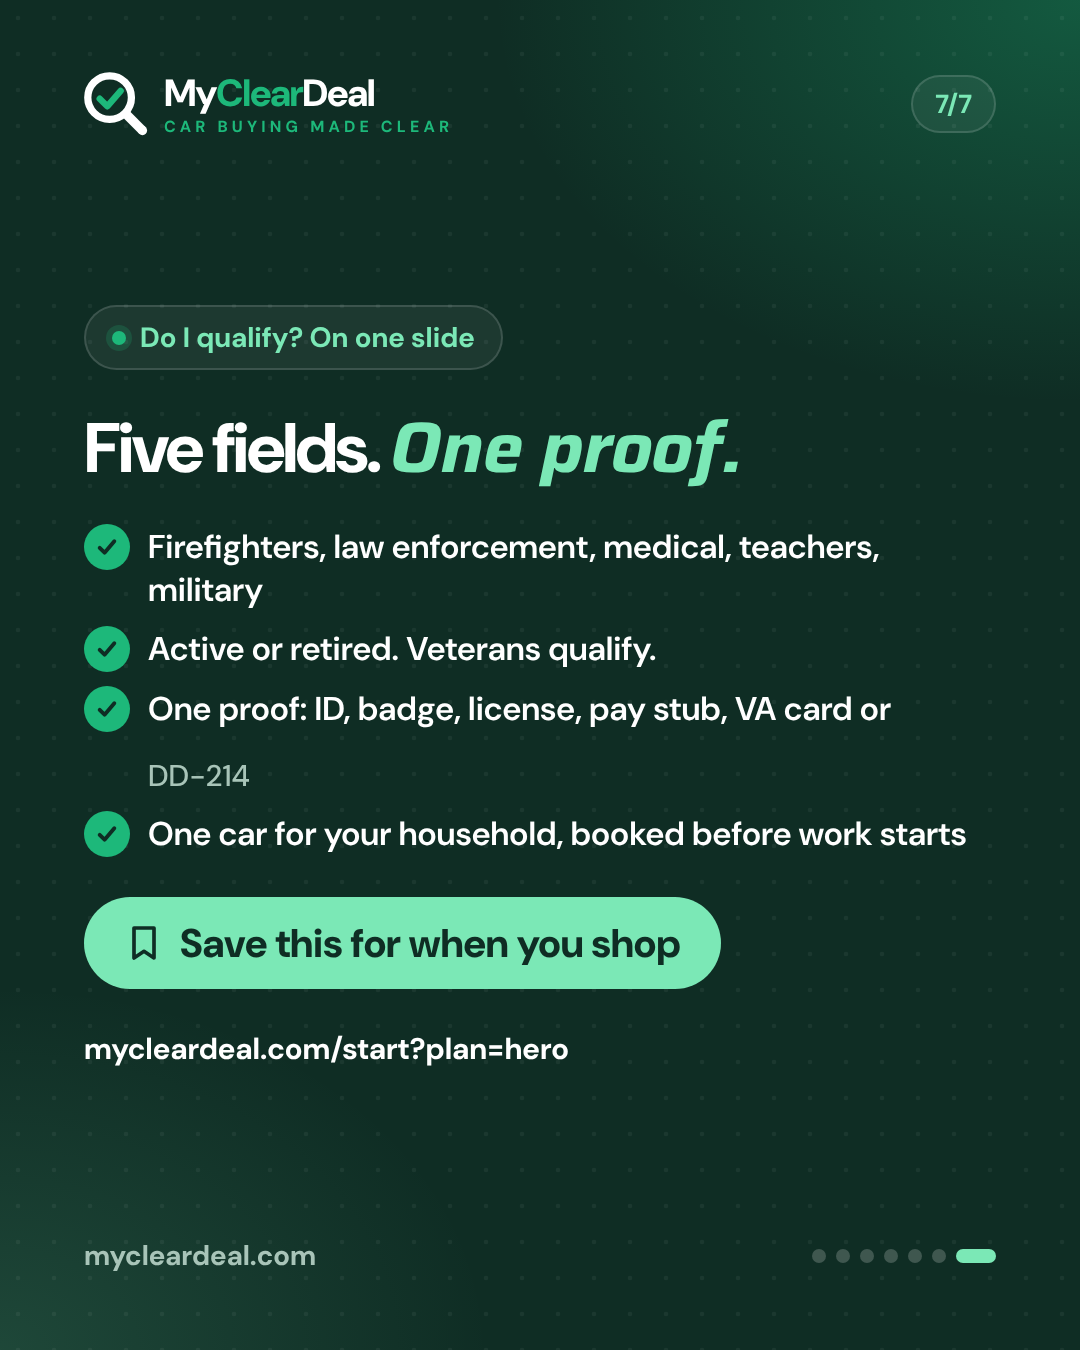 MyClearDeal
CAR BUYING MADE CLEAR
7/7
Do I qualify? On one slide
Five fields. One proof.
Firefighters, law enforcement, medical, teachers,
military
Active or retired. Veterans qualify.
One proof: ID, badge, license, pay stub, VA card or
DD-214
One car for your household, booked before work starts
Save this for when you shop
mycleardeal.com/start?plan=hero
mycleardeal.com